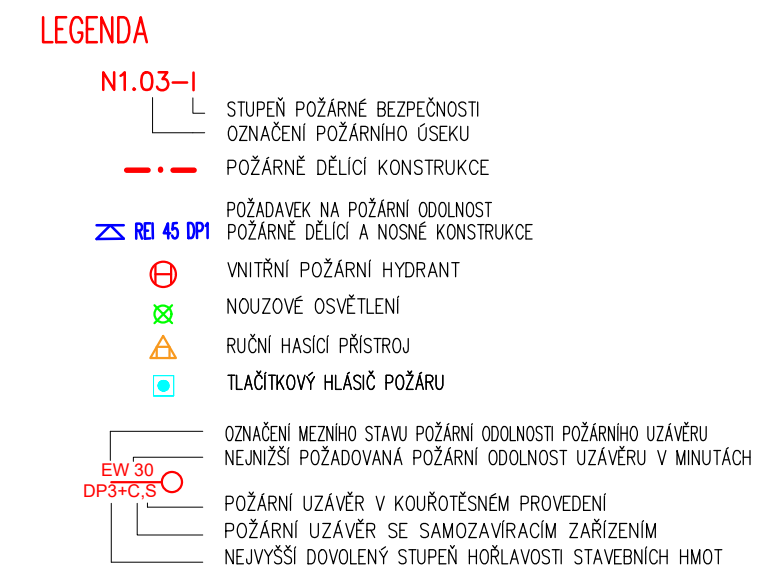 LEGENDA
N1.03-I
STUPEŇ POŽÁRNÉ BEZPEČNOSTI
OZNAČENÍ POŽÁRNÍHO ÚSEKU
POŽÁRNĚ DĚLÍCÍ KONSTRUKCE
POŽADAVEK NA POŽÁRNÍ ODOLNOST
REI 45 DP1 POŽÁRNĚ DĚLÍCÍ A NOSNÉ KONSTRUKCE
VNITŘNÍ POŽÁRNÍ HYDRANT
NOUZOVÉ OSVĚTLENÍ
RUČNÍ HASÍCÍ PŘÍSTROJ
TLAČÍTKOVÝ HLÁSIČ POŽÁRU
OZNAČENÍ MEZNÍHO STAVU POŽÁRNÍ ODOLNOSTI POŽÁRNÍHO UZÁVĚRU
NEJNIŽŠÍ POŽADOVANÁ POŽÁRNÍ ODOLNOST UZÁVĚRU V MINUTÁCH
EW 30
DP3+C,S
POŽÁRNÍ UZÁVĚR V KOUŘOTĚSNÉM PROVEDENÍ
POŽÁRNÍ UZÁVĚR SE SAMOZAVÍRACÍM ZAŘÍZENÍM
NEJVYŠŠÍ DOVOLENÝ STUPEŇ HOŘLAVOSTI STAVEBNÍCH HMOT